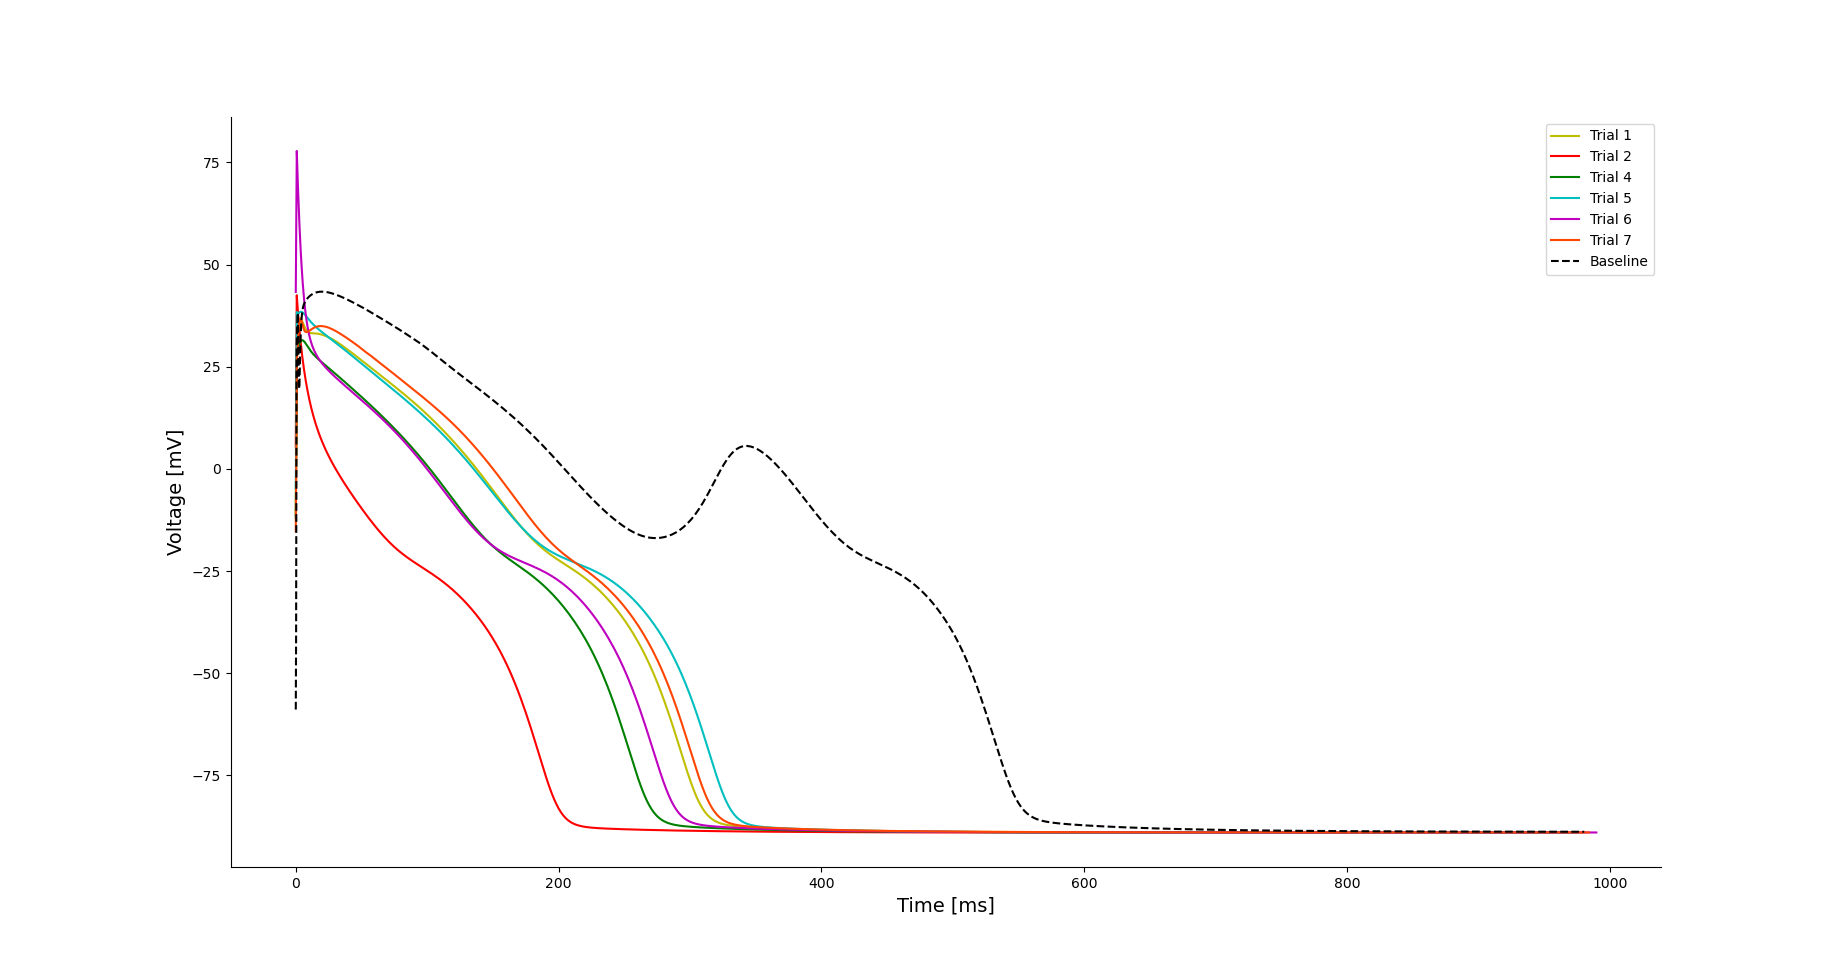 Trial 1
Trial 2
Trial 4
Trial 5
Trial 6
Trial 7
Baseline
75
50
25
0
−25
−50
−75
Voltage [mV]
0 200 400 600 800 1000
Time [ms]